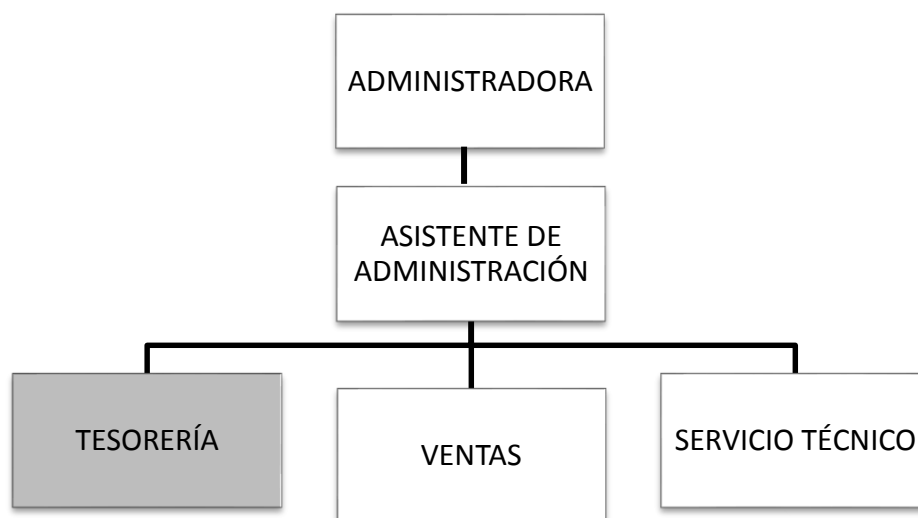 ADMINISTRADORA
ASISTENTE DE
ADMINISTRACIÓN
TESORERÍA
VENTAS
SERVICIO TÉCNICO